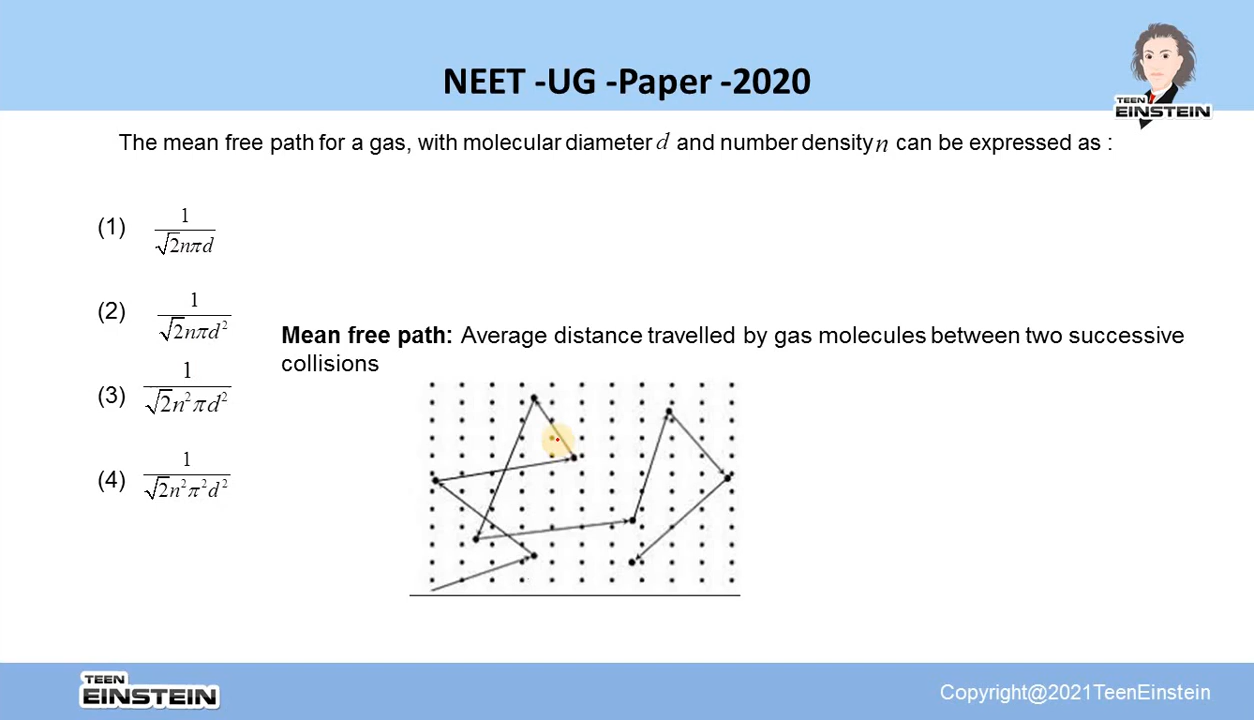 NEET -UG -Paper -2020
TEEN
EINSTEIN
The mean free path for a gas, with molecular diameter d and number density n can be expressed as :
(1) 1/√2nπd
(2) 1/√2nπd²
Mean free path: Average distance travelled by gas molecules between two successive
collisions
(3) 1/√2n²πd²
(4) 1/√2n²π²d²
TEEN
EINSTEIN
Copyright@2021TeenEinstein